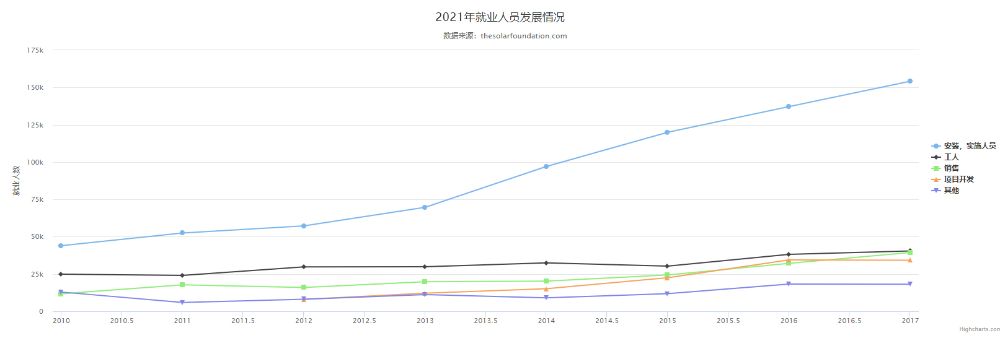 2021年就业人员发展情况
数据来源：thesolarfoundation.com
175k
150k
125k
100k
75k
50k
25k
0
就业人数
2010
2010.5
2011
2011.5
2012
2012.5
2013
2013.5
2014
2014.5
2015
2015.5
2016
2016.5
2017
安装，实施人员
工人
销售
项目开发
其他
Highcharts.com